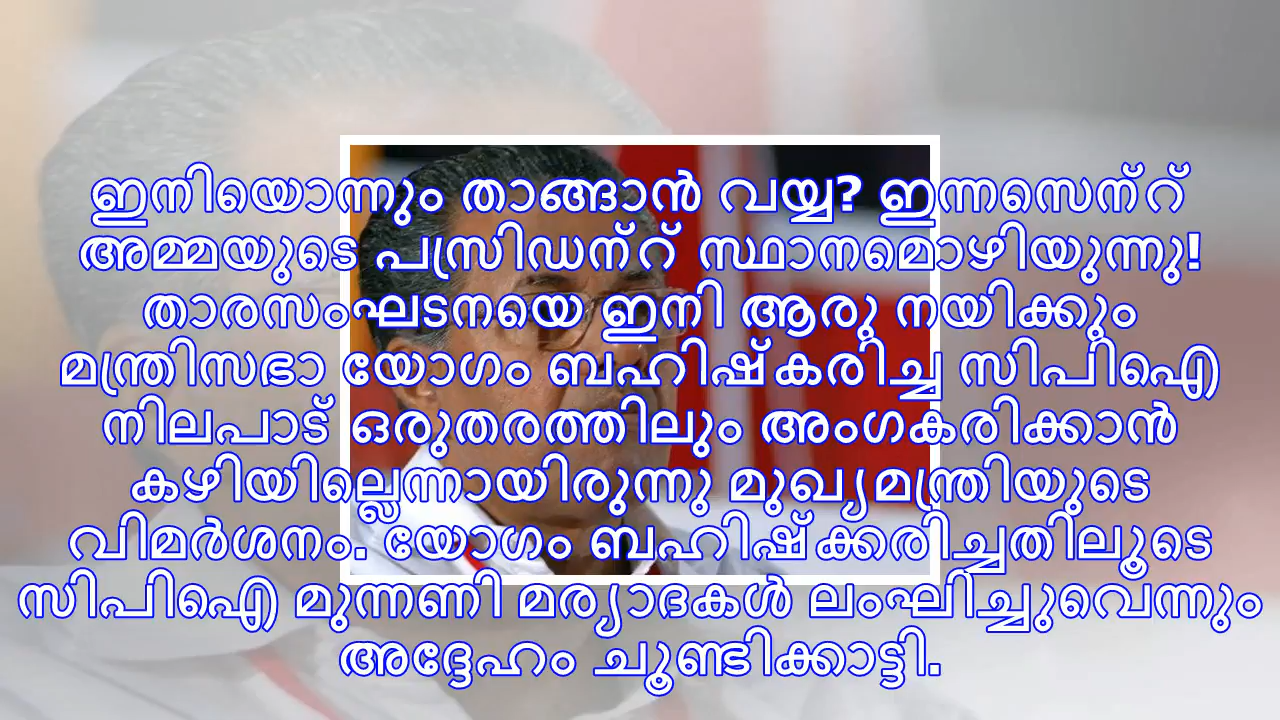 ഇനിയൊന്നും താങ്ങാൻ വയ്യ? ഇന്നസെന്റ്
അമ്മയുടെ പസ്രിഡന്റ് സ്ഥാനമൊഴിയുന്നു!
താരസംഘടനയെ ഇനി ആരു നയിക്കും
മന്ത്രിസഭാ യോഗം ബഹിഷ്കരിച്ച സിപിഐ
നിലപാട് ഒരുതരത്തിലും അംഗകരിക്കാൻ
കഴിയില്ലെന്നായിരുന്നു മുഖ്യമന്ത്രിയുടെ
വിമർശനം. യോഗം ബഹിഷ്ക്കരിച്ചതിലൂടെ
സിപിഐ മുന്നണി മര്യാദകൾ ലംഘിച്ചുവെന്നും
അദ്ദേഹം ചൂണ്ടിക്കാട്ടി.